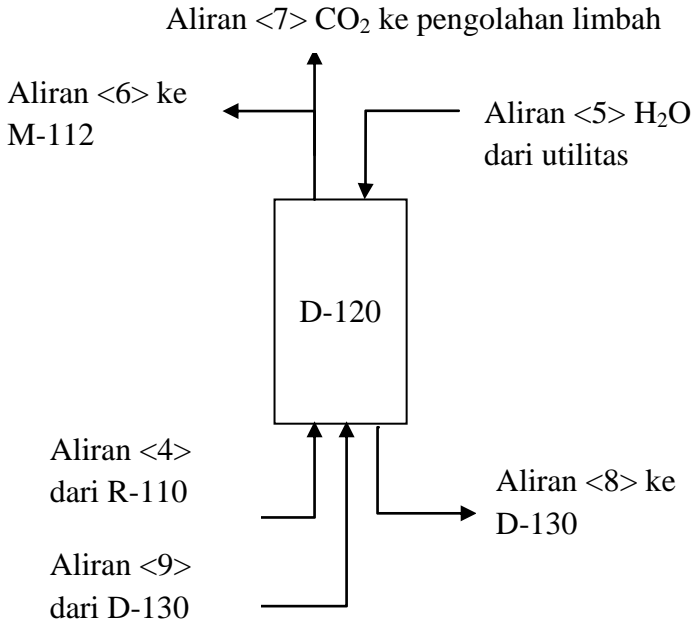 Aliran <7> CO₂ ke pengolahan limbah
Aliran <6> ke
M-112
Aliran <5> H₂O
dari utilitas
D-120
Aliran <4>
dari R-110
Aliran <8> ke
D-130
Aliran <9>
dari D-130